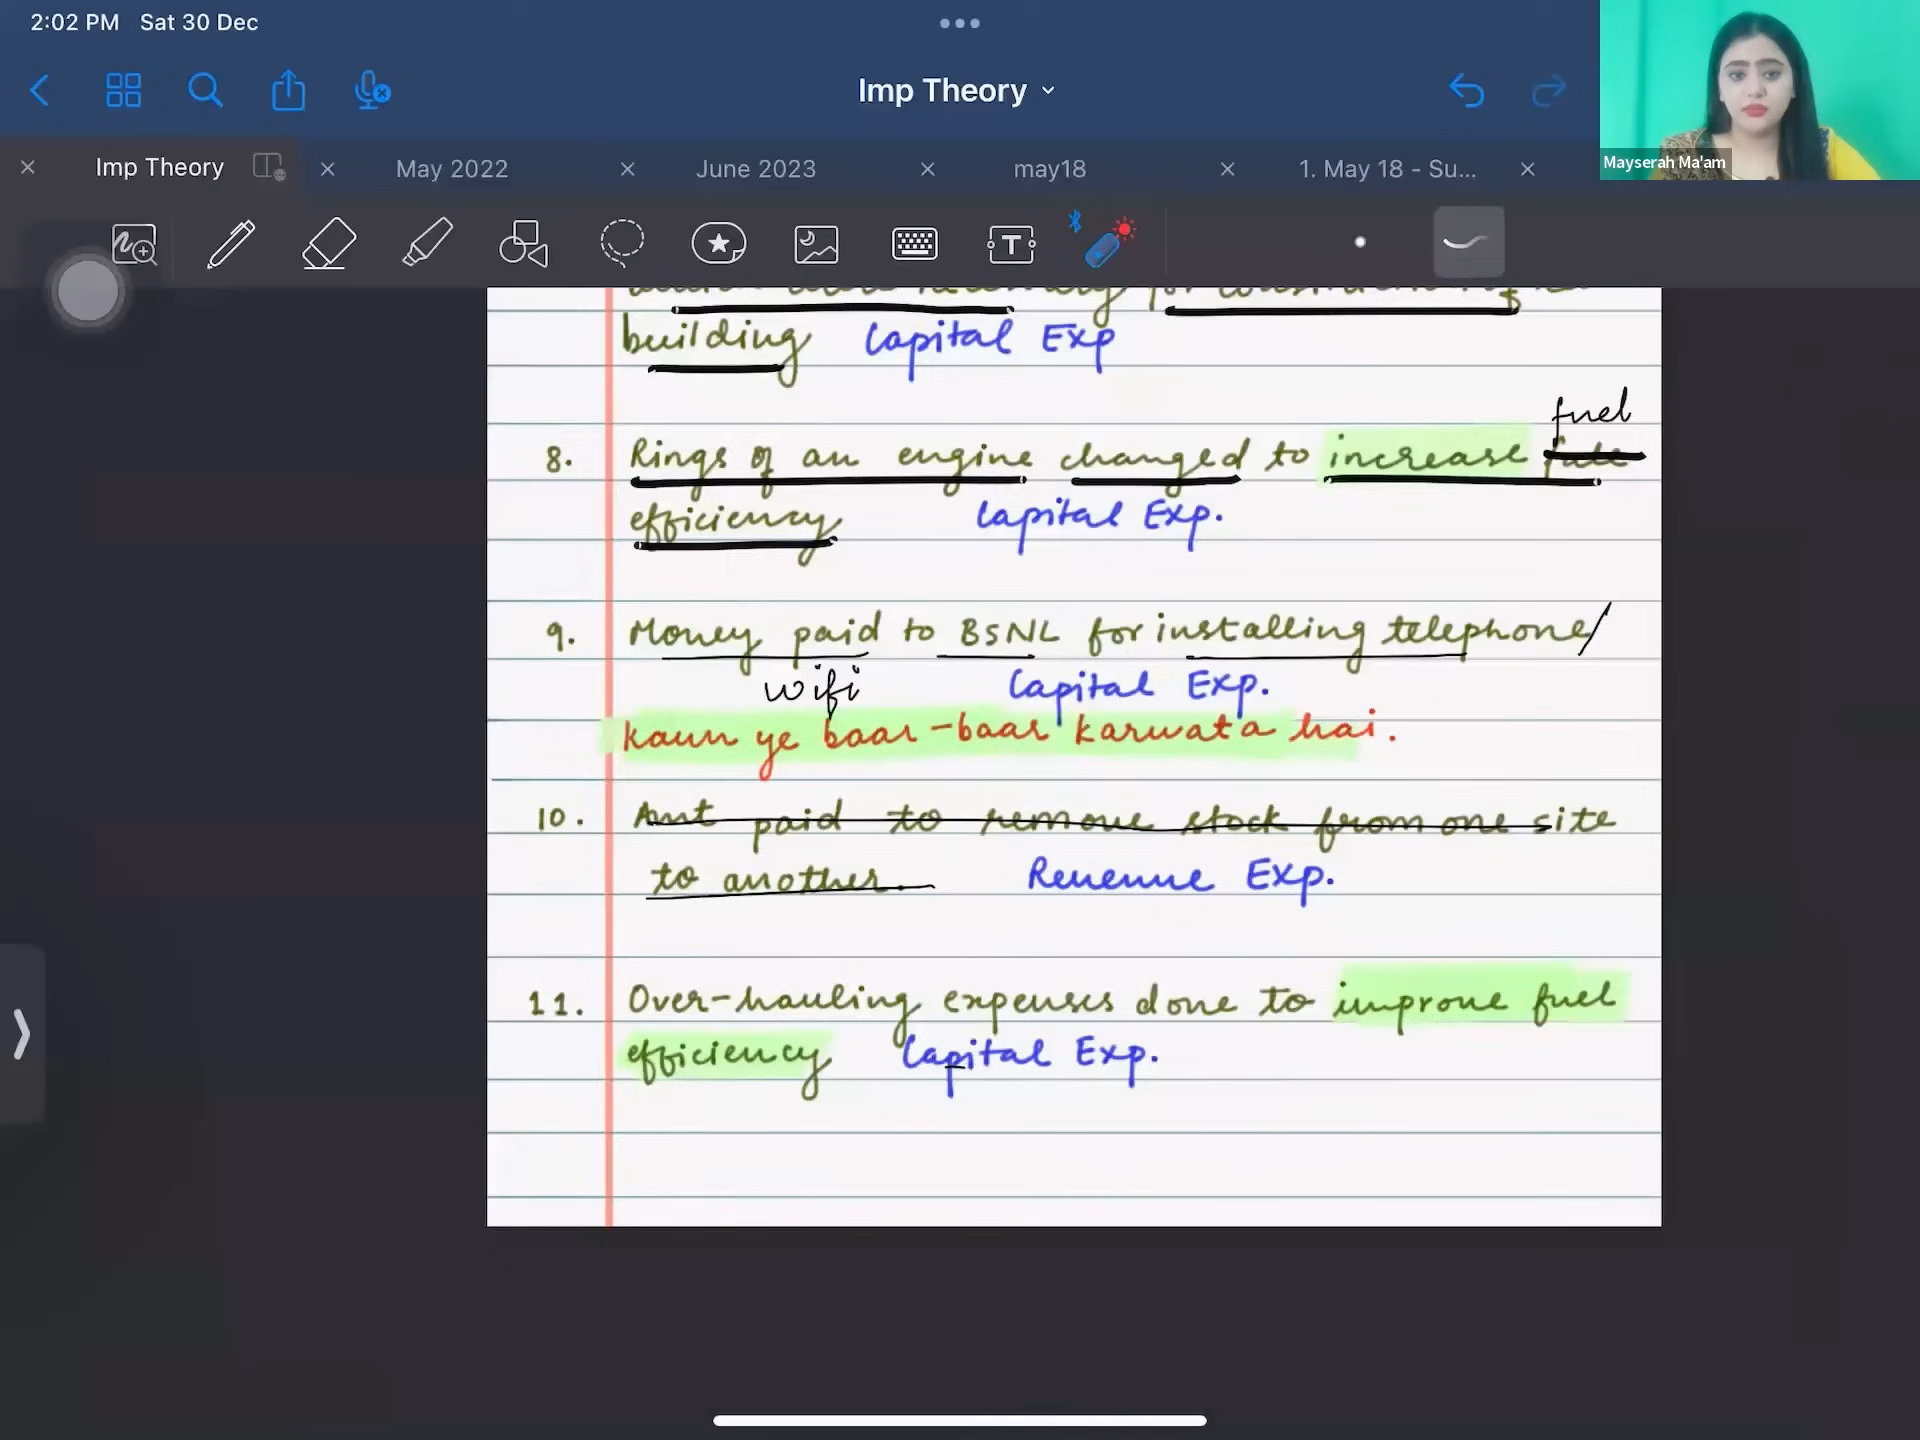 2:02 PM Sat 30 Dec
Imp Theory
Mayserah Ma'am
Imp Theory May 2022 June 2023 may18 1. May 18 - Su...
T
building Capital Exp
fuel
8. Rings of an engine changed to increase
efficiency Capital Exp.
9. Money paid to BSNL for installing telephone/
wifi Capital Exp.
kaun ye baar-baar karwata hai.
10. Amt paid to remove stock from one site
to another. Revenue Exp.
11. Over-hauling expenses done to improve fuel
efficiency Capital Exp.